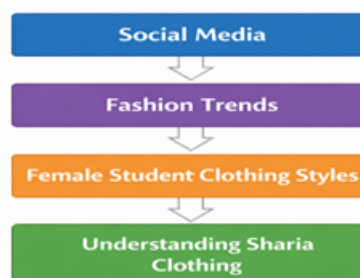 Social Media
Fashion Trends
Female Student Clothing Styles
Understanding Sharia
Clothing